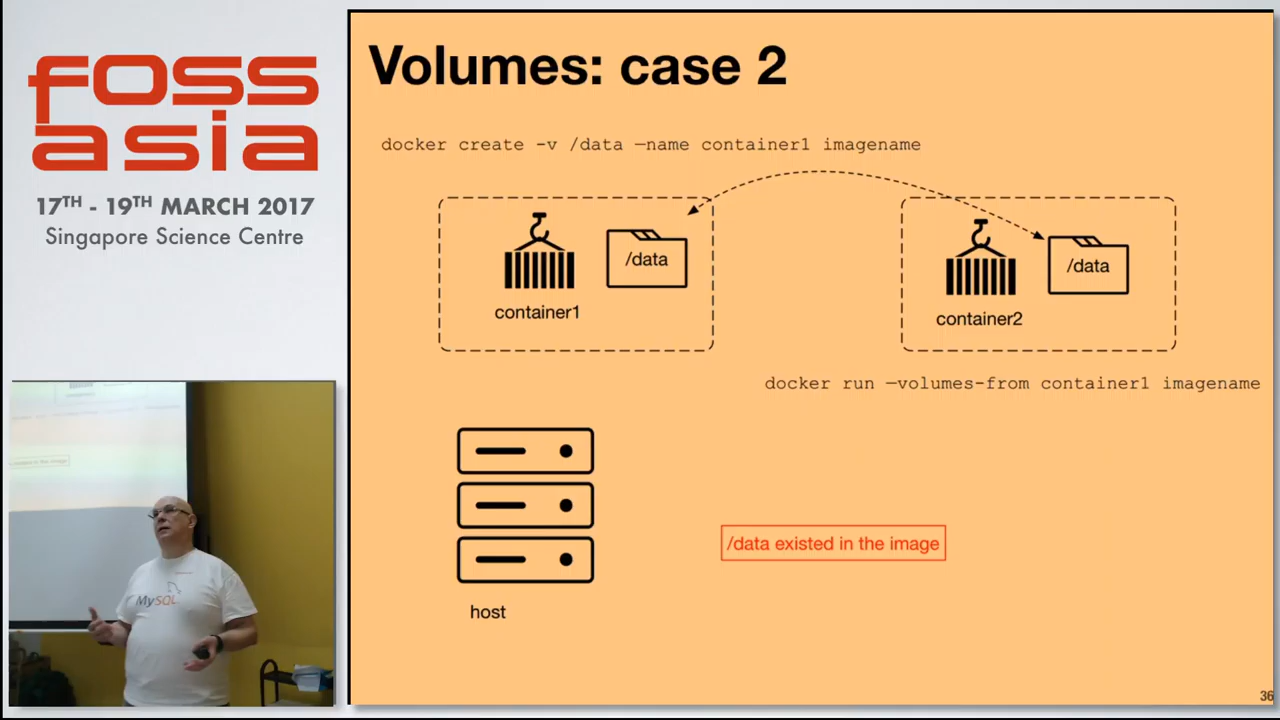 foss
asia
17TH - 19TH MARCH 2017
Singapore Science Centre
Volumes: case 2
docker create -v /data —name container1 imagename
/data
container1
/data
container2
docker run —volumes-from container1 imagename
/data existed in the image
host
MySQL
36